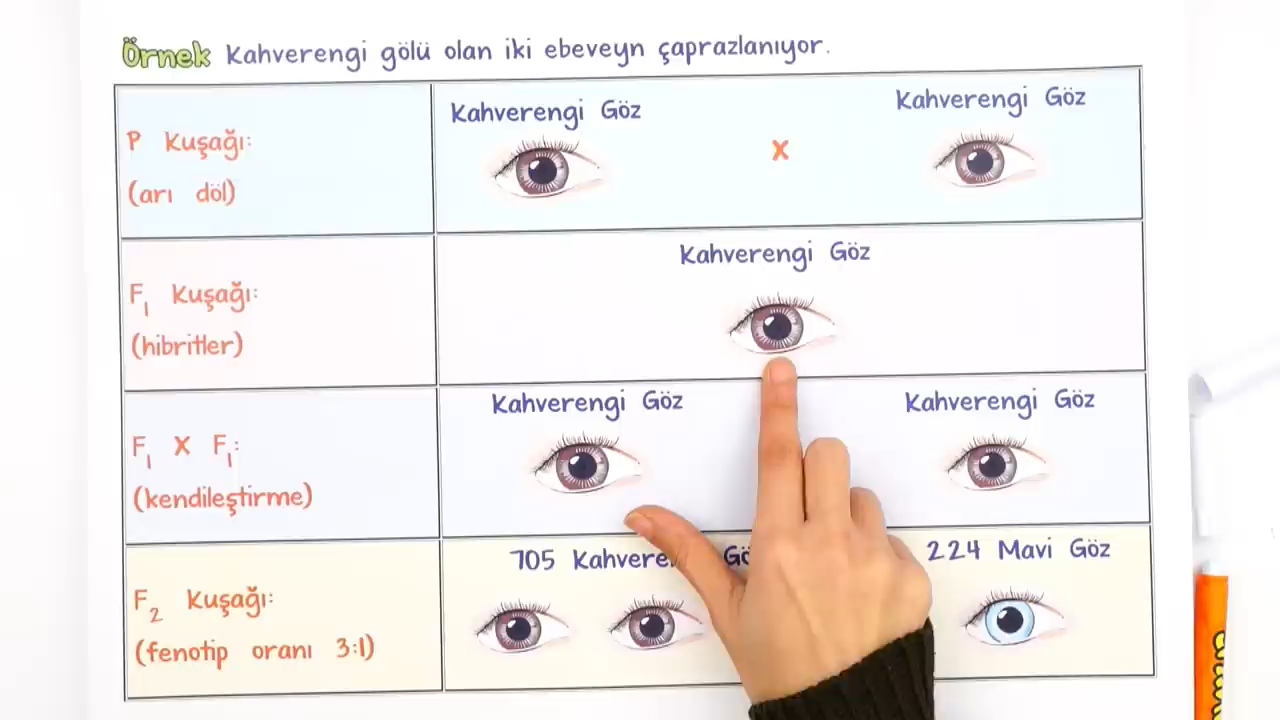 Örnek Kahverengi gölü olan iki ebeveyn çaprazlanıyor.
P Kuşağı:
(arı döl)
Kahverengi Göz
X
Kahverengi Göz
F₁ Kuşağı:
(hibritler)
Kahverengi Göz
F₁ X F₁:
(kendileştirme)
Kahverengi Göz
Kahverengi Göz
F₂ Kuşağı:
(fenotip oranı 3:1)
705
224 Mavi Göz